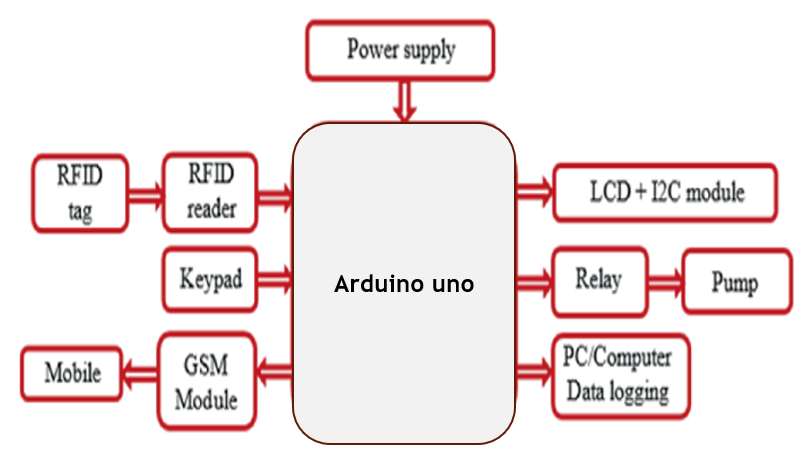 Power supply
RFID
tag
RFID
reader
LCD + I2C module
Keypad
Arduino uno
Relay
Pump
Mobile
GSM
Module
PC/Computer
Data logging